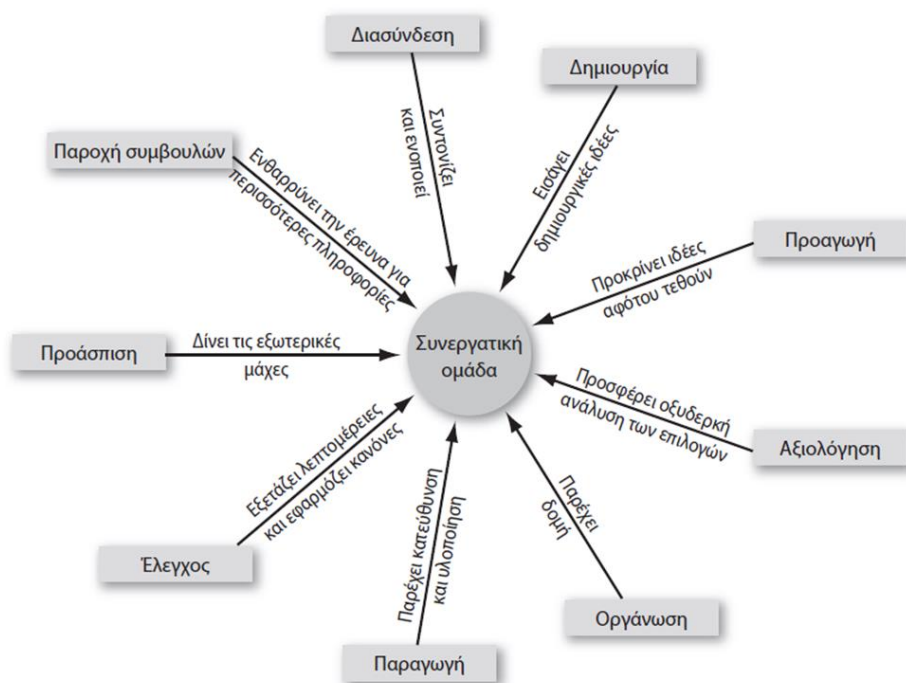 Διασύνδεση
Συντονίζει
και ενοποιεί
Δημιουργία
Εισάγει
δημιουργικές ιδέες
Προαγωγή
Προκρίνει ιδέες
αφότου τεθούν
Αξιολόγηση
Προσφέρει οξυδερκή
ανάλυση των επιλογών
Οργάνωση
Παρέχει
δομή
Παραγωγή
Παρέχει κατεύθυνση
και υλοποίηση
Έλεγχος
Εξετάζει λεπτομέρειες
και εφαρμόζει κανόνες
Προάσπιση
Δίνει τις εξωτερικές
μάχες
Παροχή συμβουλών
Ενθαρρύνει την έρευνα για
περισσότερες πληροφορίες
Συνεργατική
ομάδα